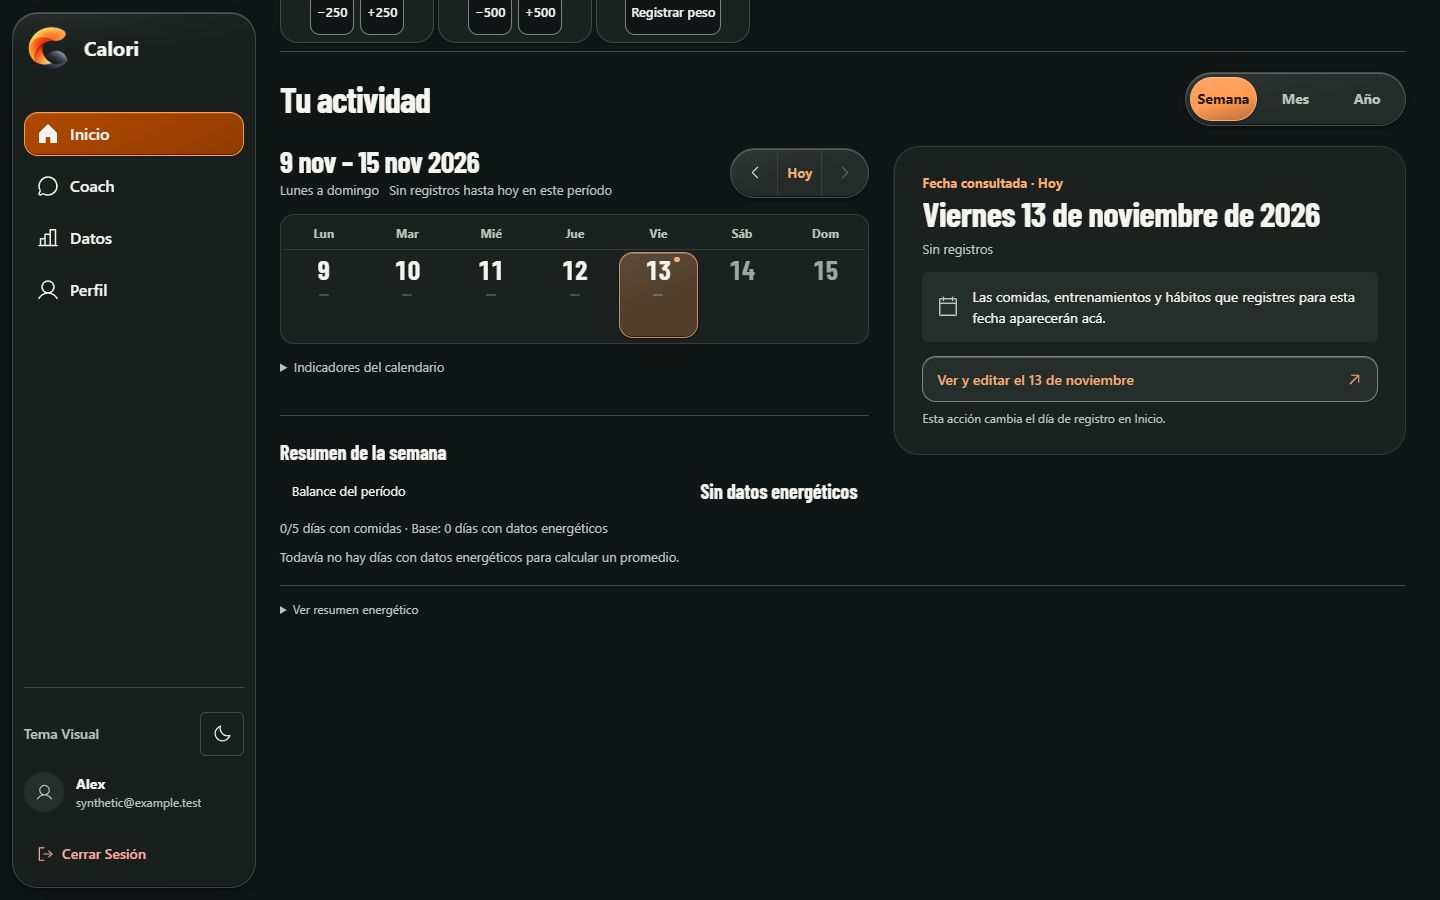 Calori
Inicio
Coach
Datos
Perfil
Tema Visual
Alex
synthetic@example.test
Cerrar Sesión
−250 +250 −500 +500 Registrar peso
Tu actividad
Semana Mes Año
9 nov – 15 nov 2026
Lunes a domingo Sin registros hasta hoy en este período
Hoy
Lun Mar Mié Jue Vie Sáb Dom
9 10 11 12 13 14 15
– – – – –
Indicadores del calendario
Resumen de la semana
Balance del período Sin datos energéticos
0/5 días con comidas · Base: 0 días con datos energéticos
Todavía no hay días con datos energéticos para calcular un promedio.
Ver resumen energético
Fecha consultada · Hoy
Viernes 13 de noviembre de 2026
Sin registros
Las comidas, entrenamientos y hábitos que registres para esta
fecha aparecerán acá.
Ver y editar el 13 de noviembre
Esta acción cambia el día de registro en Inicio.